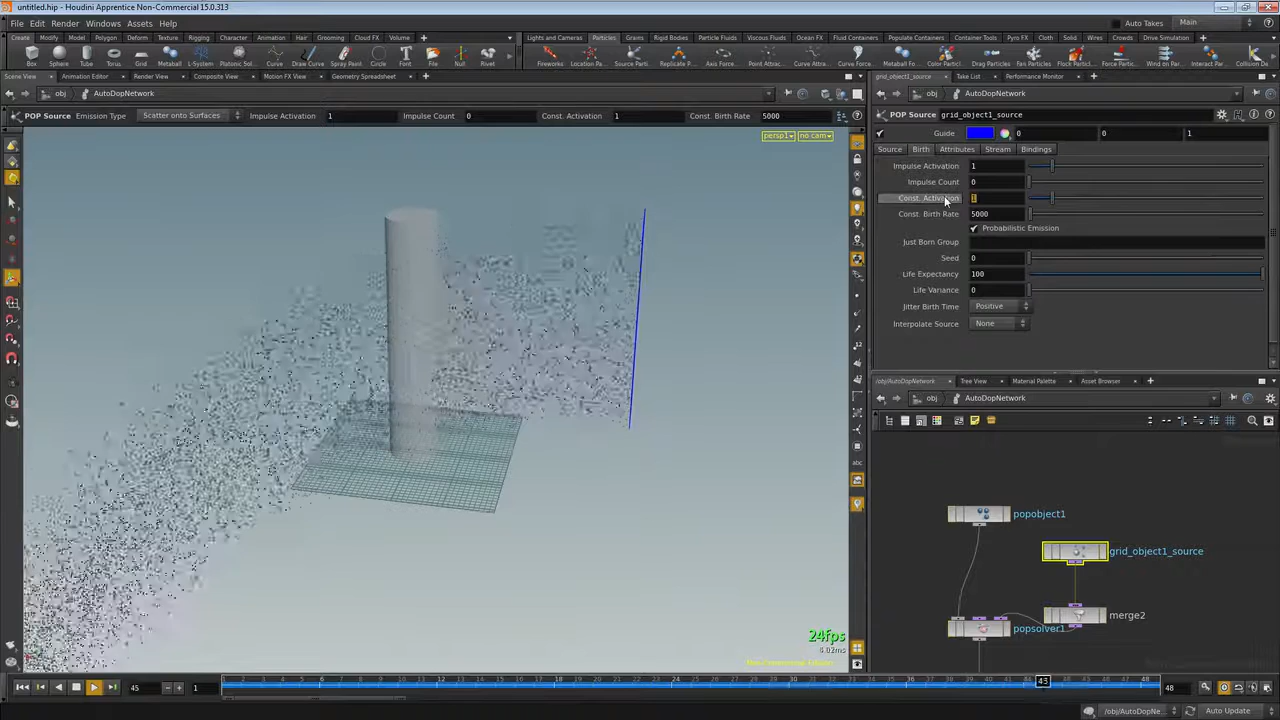 untitled.hip - Houdini Apprentice Non-Commercial 15.0.313
File Edit Render Windows Assets Help
Auto Takes Main
Create Modify Model Polygon Deform Texture Rigging Character Animation Hair Grooming Cloud FX Volume
Lights and Cameras Particles Grains Rigid Bodies Particle Fluids Viscous Fluids Ocean FX Fluid Containers Populate Containers Container Tools Pyro FX Cloth Solid Wires Crowds Drive Simulation
Box Sphere Tube Torus Grid Metaball L-System Platonic Sol... Curve Draw Curve Spray Paint Circle Font File Null Rivet
Fireworks Location Pa... Source Parti... Replicate P... Axis Force Point Attrac... Curve Attra... Curve Force Metaball Fo... Color Particl... Drag Particles Fan Particles Force Partic... Flock Particl... Wind on Par... Interact Par... Collision De...
Scene View Animation Editor Render View Composite View Motion FX View Geometry Spreadsheet
grid_object1_source Take List Performance Monitor
obj AutoDopNetwork
obj AutoDopNetwork
POP Source Emission Type Scatter onto Surfaces Impulse Activation 1 Impulse Count 0 Const. Activation 1 Const. Birth Rate 5000
POP Source grid_object1_source
Guide 0 0 1
Source Birth Attributes Stream Bindings
Impulse Activation 1
Impulse Count 0
Const. Activation 1
Const. Birth Rate 5000
Probabilistic Emission
Just Born Group
Seed 0
Life Expectancy 100
Life Variance 0
Jitter Birth Time Positive
Interpolate Source None
persp1 no cam
/obj/AutoDopNetwork Tree View Material Palette Asset Browser
obj AutoDopNetwork
popobject1
grid_object1_source
merge2
popsolver1
24fps
abc
45 1 43 48
/obj/AutoDopNe... Auto Update